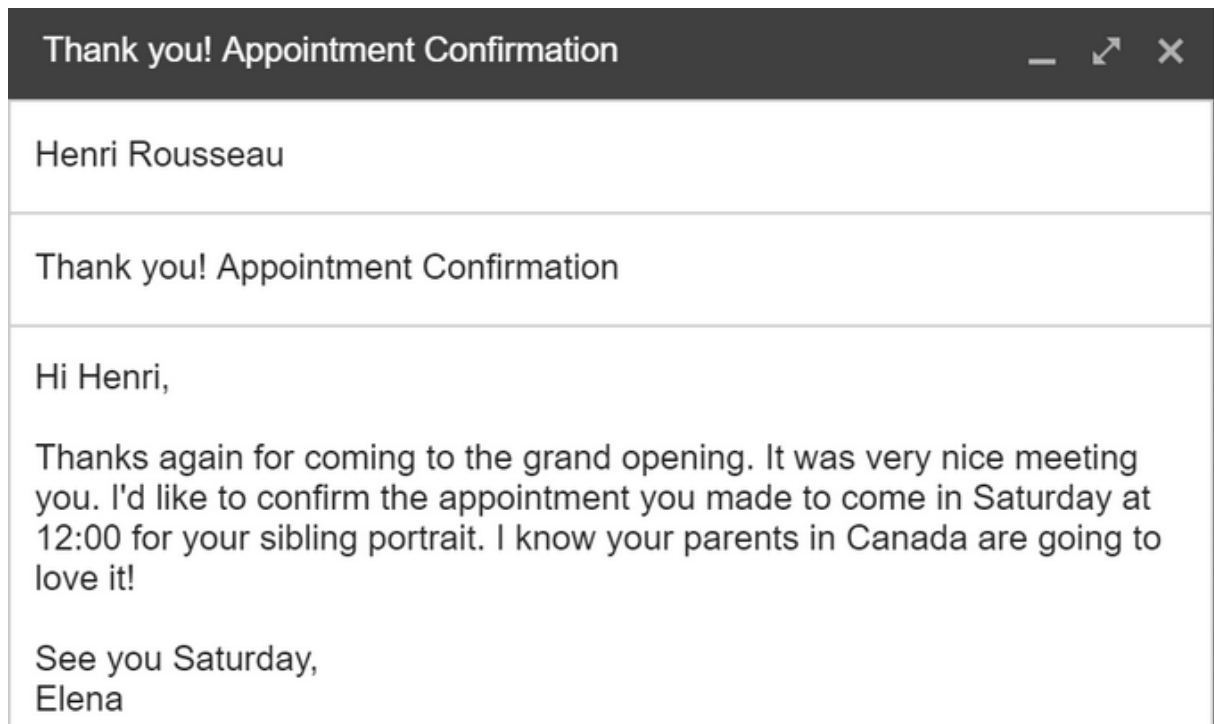 Thank you! Appointment Confirmation
Henri Rousseau
Thank you! Appointment Confirmation
Hi Henri,
Thanks again for coming to the grand opening. It was very nice meeting
you. I'd like to confirm the appointment you made to come in Saturday at
12:00 for your sibling portrait. I know your parents in Canada are going to
love it!
See you Saturday,
Elena